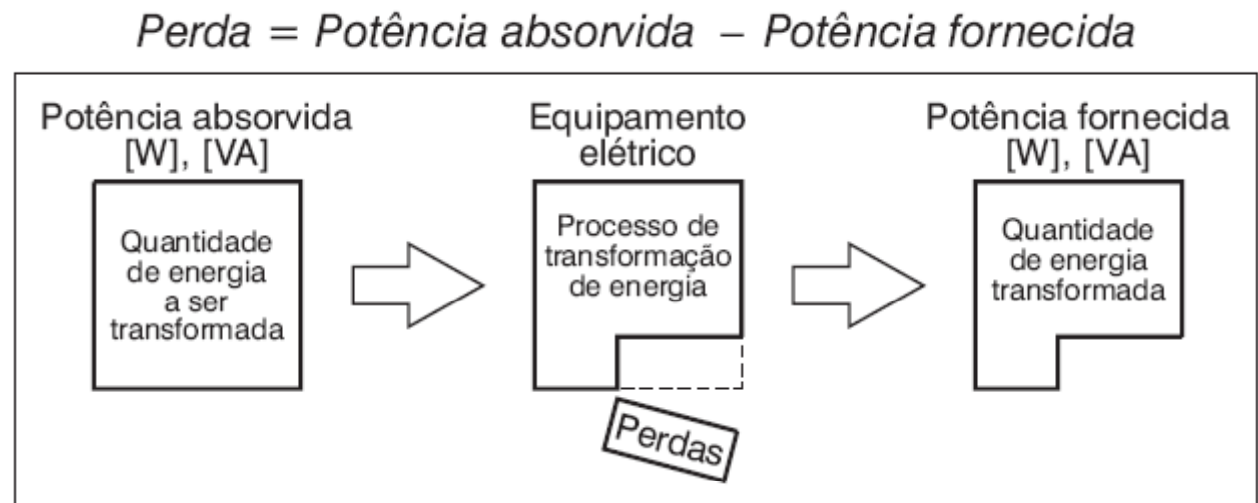 Perda = Potência absorvida – Potência fornecida
Potência absorvida
[W], [VA]
Quantidade
de energia
a ser
transformada
Equipamento
elétrico
Processo de
transformação
de energia
Perdas
Potência fornecida
[W], [VA]
Quantidade
de energia
transformada